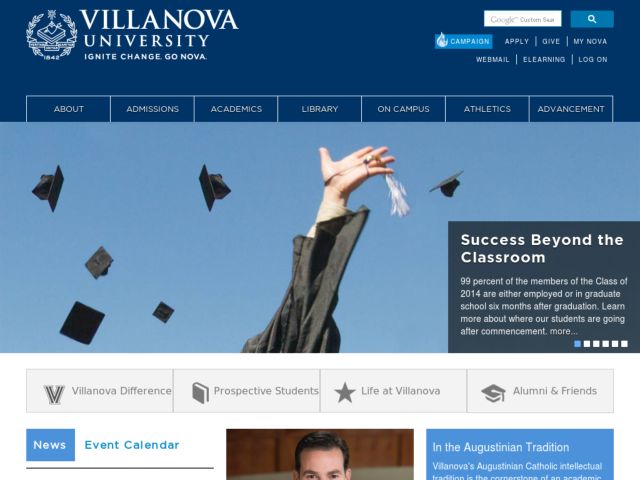 VILLANOVA
UNIVERSITY
IGNITE CHANGE. GO NOVA.
1842
Google Custom Sear
CAMPAIGN APPLY GIVE MY NOVA
WEBMAIL ELEARNING LOG ON
ABOUT ADMISSIONS ACADEMICS LIBRARY ON CAMPUS ATHLETICS ADVANCEMENT
Success Beyond the
Classroom
99 percent of the members of the Class of
2014 are either employed or in graduate
school six months after graduation. Learn
more about where our students are going
after commencement. more...
Villanova Difference Prospective Students Life at Villanova Alumni & Friends
News Event Calendar
In the Augustinian Tradition
Villanova's Augustinian Catholic intellectual
tradition is the cornerstone of an academic